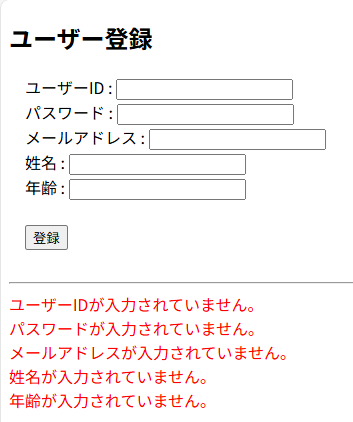 ユーザー登録
ユーザーID :
パスワード :
メールアドレス :
姓名 :
年齢 :
登録
ユーザーIDが入力されていません。
パスワードが入力されていません。
メールアドレスが入力されていません。
姓名が入力されていません。
年齢が入力されていません。